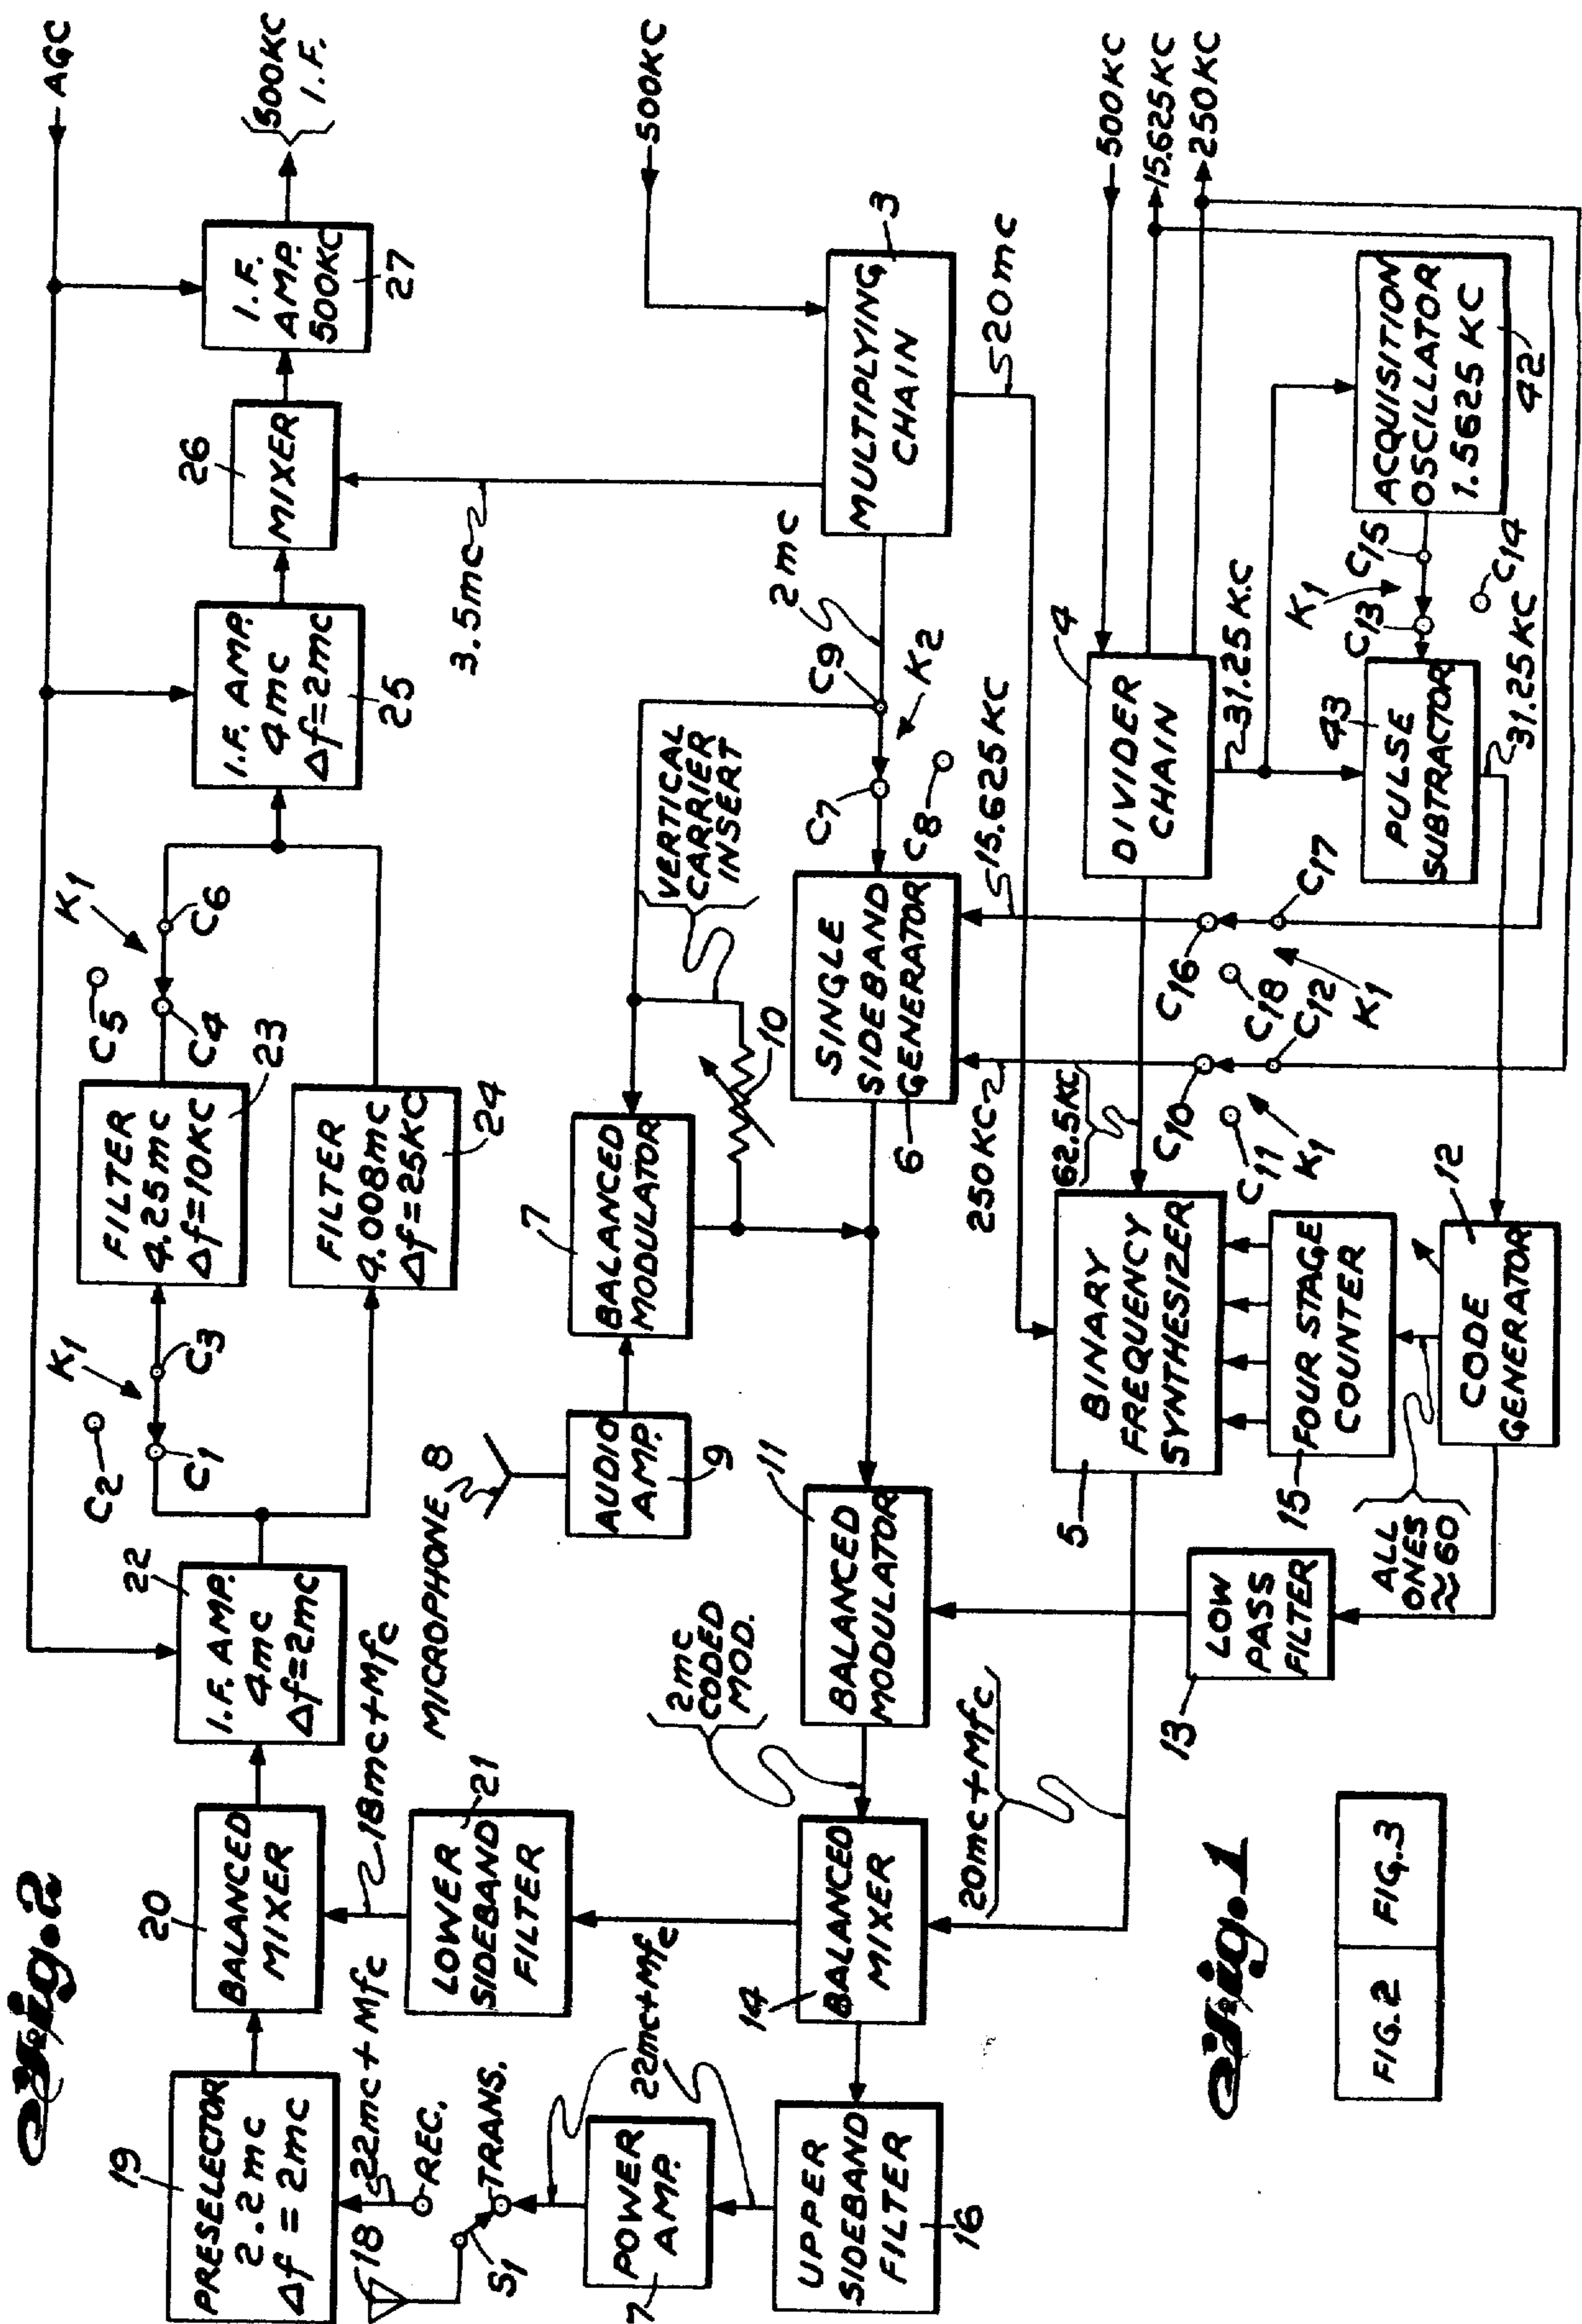 Fig.2
19
PRESELECTOR
2.2mc
Δf = 2mc
22mc+Mfc
REC.
18
TRANS.
S1
POWER
AMP.
7
22mc+Mfc
UPPER
SIDEBAND
FILTER
16
20
BALANCED
MIXER
18mc+Mfc
LOWER
SIDEBAND
FILTER
21
14
BALANCED
MIXER
20mc+Mfc
22
I.F. AMP.
4mc
Δf=2mc
MICROPHONE 8
AUDIO
AMP.
9
2mc
CODED
MOD.
11
BALANCED
MODULATOR
LOW
PASS
FILTER
13
C2
C1
K1
C3
FILTER
4.25mc
Δf=10KC
23
FILTER
4.008mc
Δf=25KC
24
C5
C4
K1
C6
7
BALANCED
MODULATOR
10
VERTICAL
CARRIER
INSERT
I.F. AMP.
4mc
Δf=2mc
25
26
MIXER
3.5mc
I.F.
AMP.
500KC
27
AGC
500KC
I.F.
500KC
MULTIPLYING
CHAIN
3
2mc
20mc
C9
K2
C7
C8
SINGLE
SIDEBAND
GENERATOR
6
15.625KC
250KC
BINARY
FREQUENCY
SYNTHESIZER
5
62.5KC
C10
C11
K1
C12
C16
C18
K1
C17
FOUR STAGE
COUNTER
15
ALL
ONES
≈60
CODE
GENERATOR
12
DIVIDER
CHAIN
4
31.25K.C
PULSE
SUBTRACTOR
43
31.25KC
C13
K1
C15
C14
ACQUISITION
OSCILLATOR
1.5625KC
42
500KC
15.625KC
250KC
Fig.1
FIG.2
FIG.3